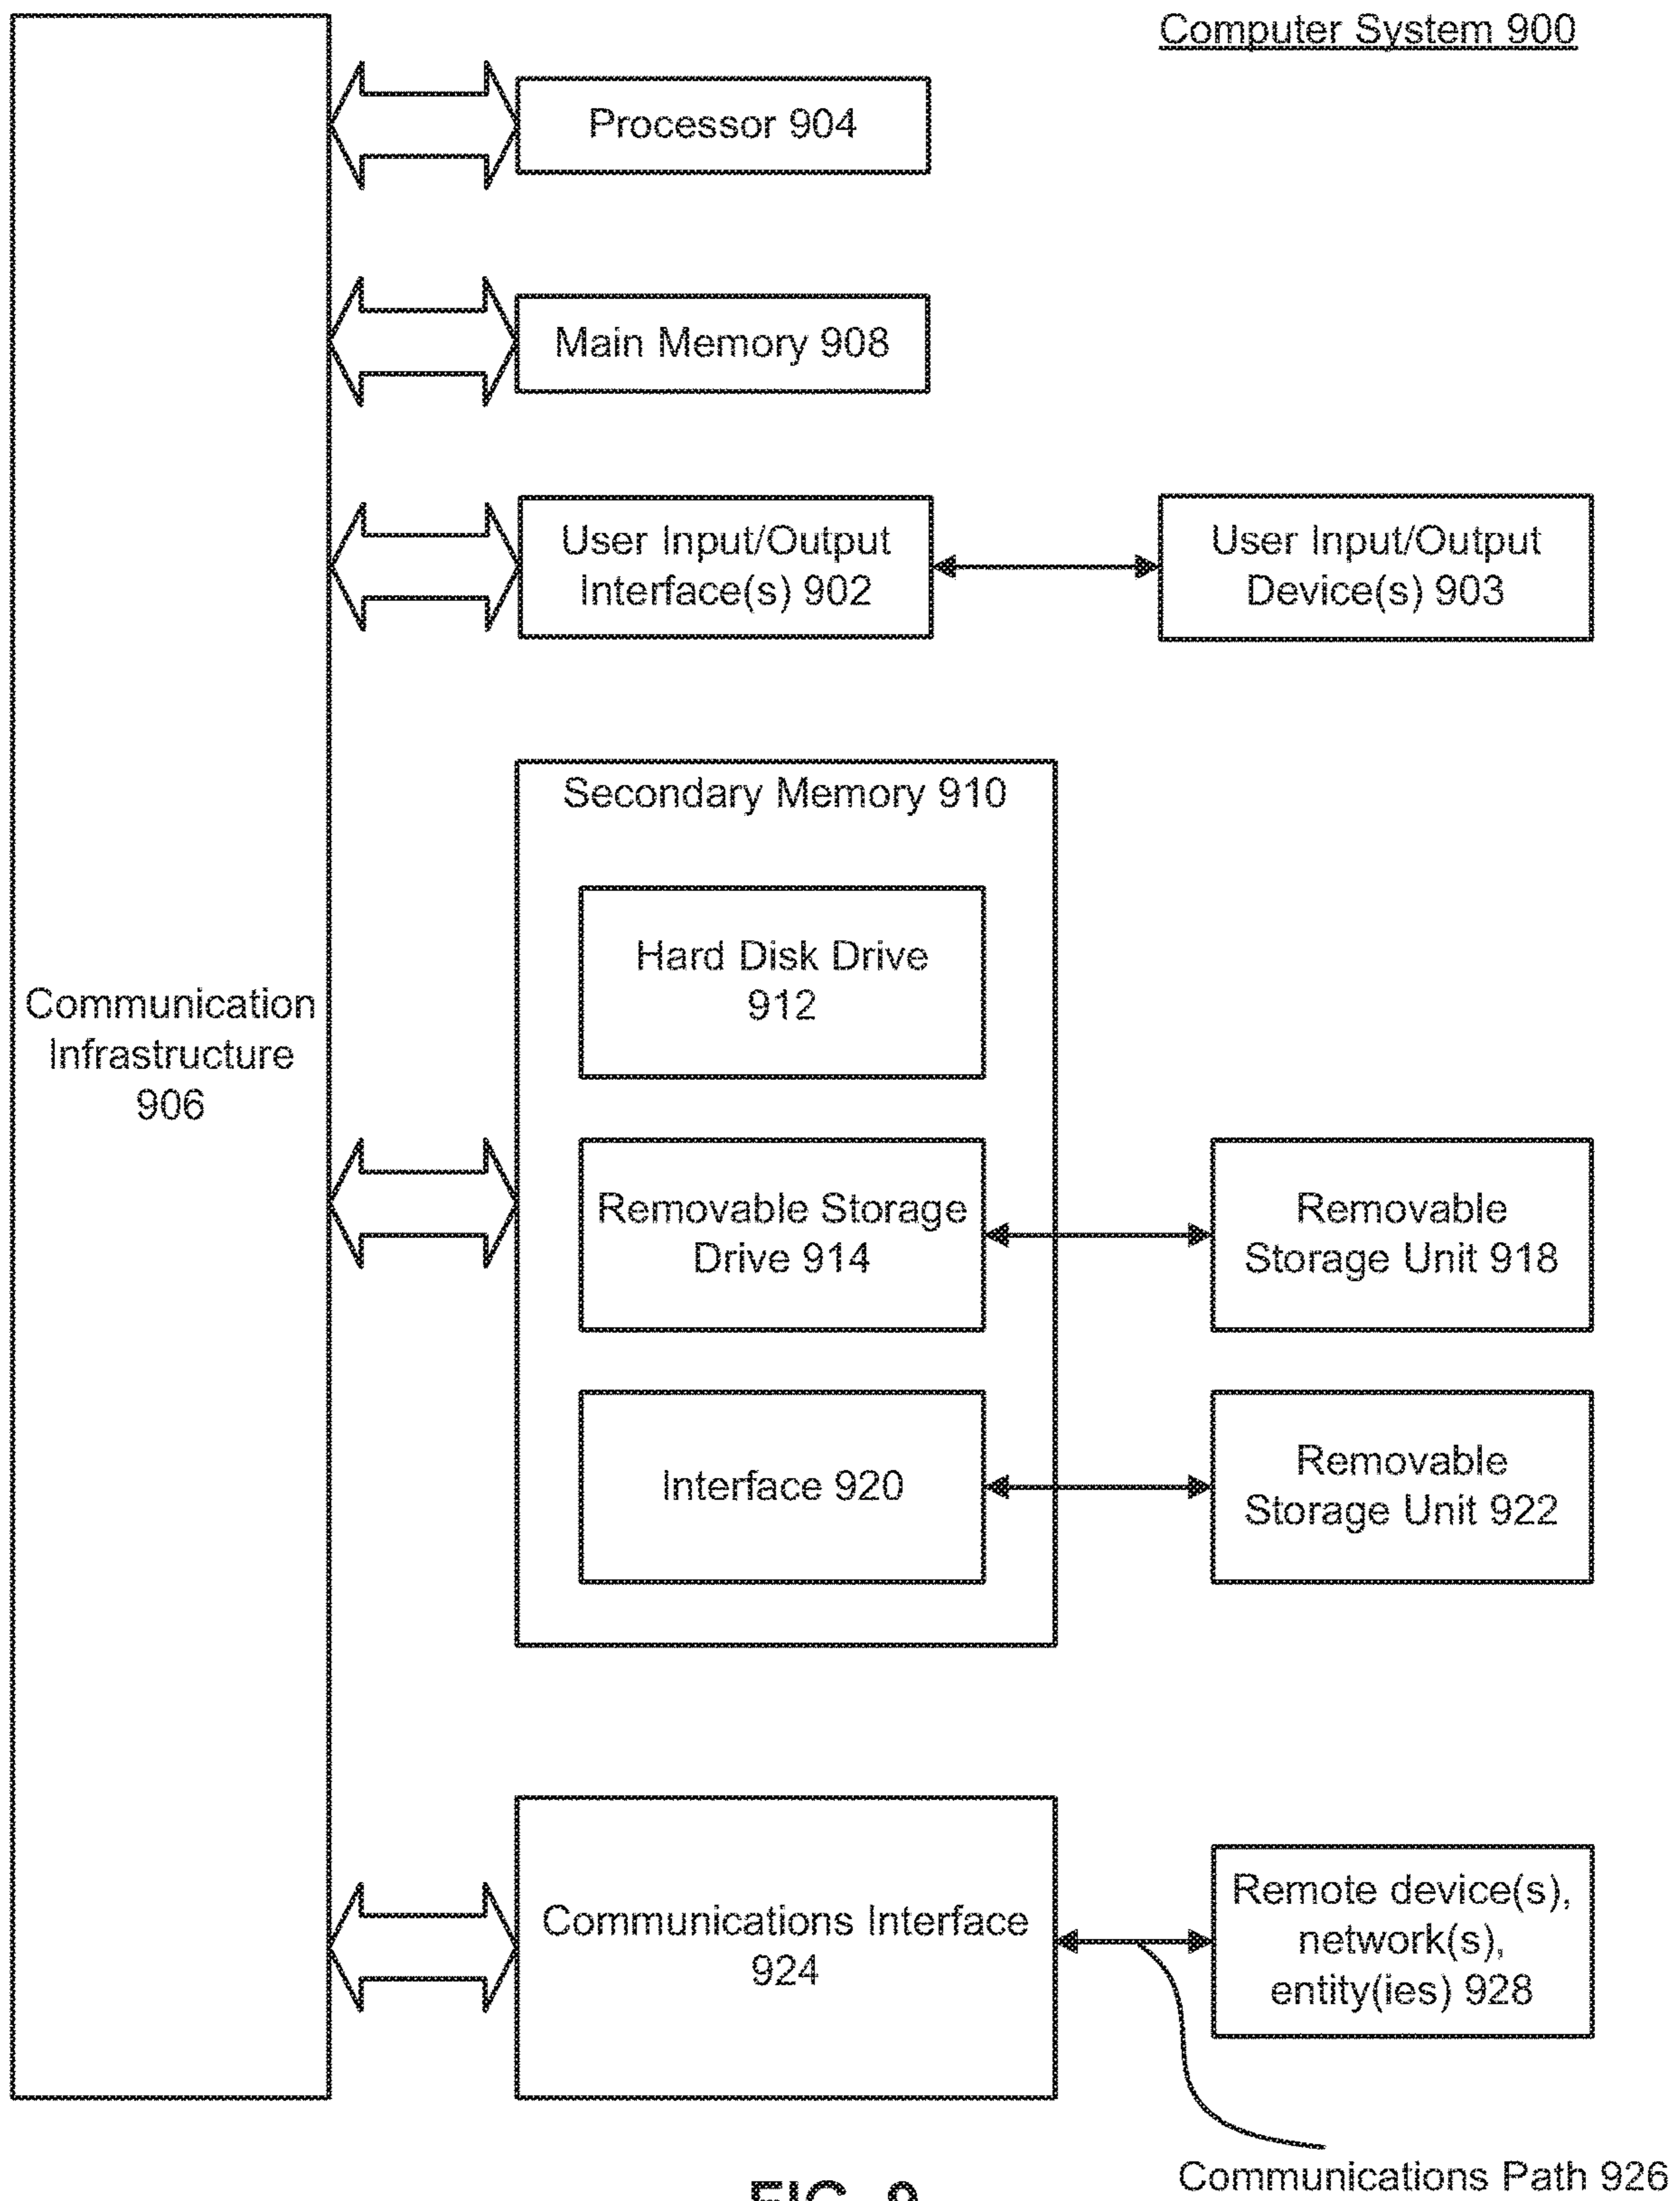 Computer System 900
Processor 904
Main Memory 908
User Input/Output
Interface(s) 902
User Input/Output
Device(s) 903
Secondary Memory 910
Hard Disk Drive
912
Communication
Infrastructure
906
Removable Storage
Drive 914
Removable
Storage Unit 918
Interface 920
Removable
Storage Unit 922
Communications Interface
924
Remote device(s),
network(s),
entity(ies) 928
Communications Path 926
FIG. 9